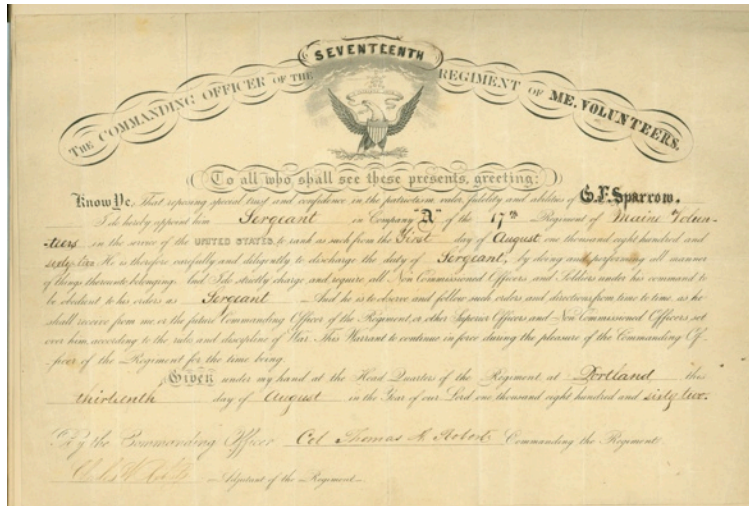 THE COMMANDING OFFICER OF THE SEVENTEENTH REGIMENT OF ME. VOLUNTEERS.
To all who shall see these presents, greeting:
Know Ye, That reposing special trust and confidence in the patriotism, valor, fidelity and abilities of G. F. Sparrow.
I do hereby appoint him Sergeant in Company "A" of the 17th Regiment of Maine Volun-
-teers in the service of the UNITED STATES, to rank as such from the First day of August one thousand eight hundred and
sixty two He is therefore carefully and diligently to discharge the duty of Sergeant, by doing and performing all manner
of things thereunto belonging. And I do strictly charge and require all Non Commissioned Officers and Soldiers under his command to
be obedient to his orders as Sergeant And he is to observe and follow such orders and directions from time to time, as he
shall receive from me, or the future Commanding Officer of the Regiment, or other Superior Officers and Non Commissioned Officers set
over him, according to the rules and discipline of War. This Warrant to continue in force during the pleasure of the Commanding Of-
-ficer of the Regiment for the time being.
Given under my hand at the Head Quarters of the Regiment at Portland this
thirteenth day of August in the Year of our Lord one thousand eight hundred and sixty two.
By the Commanding Officer Col Thomas A. Roberts Commanding the Regiment.
Adjutant of the Regiment